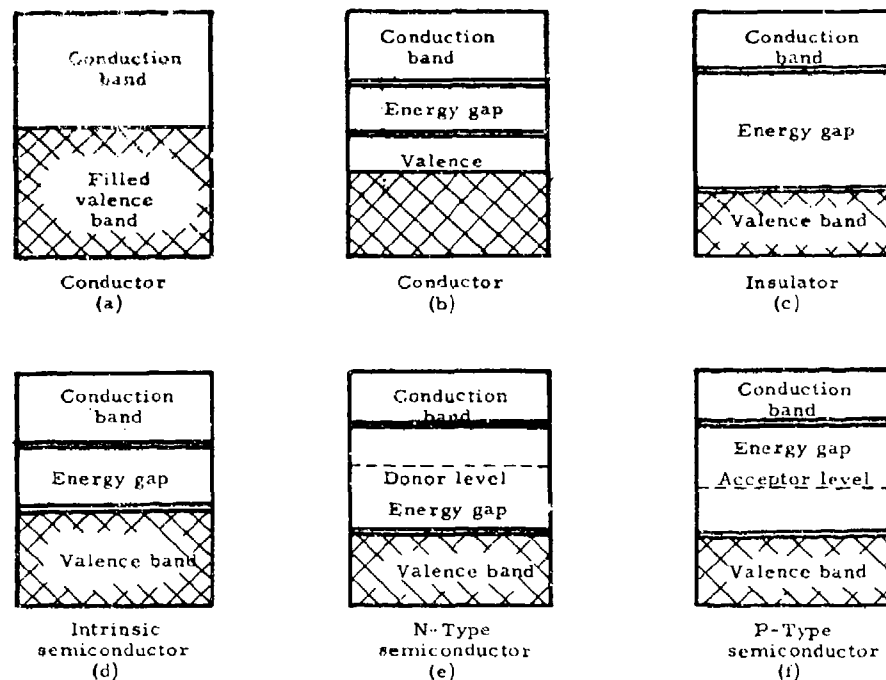 Conduction
band
Filled
valence
band
Conductor
(a)
Conduction
band
Energy gap
Valence
Conductor
(b)
Conduction
band
Energy gap
Valence band
Insulator
(c)
Conduction
band
Energy gap
Valence band
Intrinsic
semiconductor
(d)
Conduction
band
Donor level
Energy gap
Valence band
N-Type
semiconductor
(e)
Conduction
band
Energy gap
Acceptor level
Valence band
P-Type
semiconductor
(f)